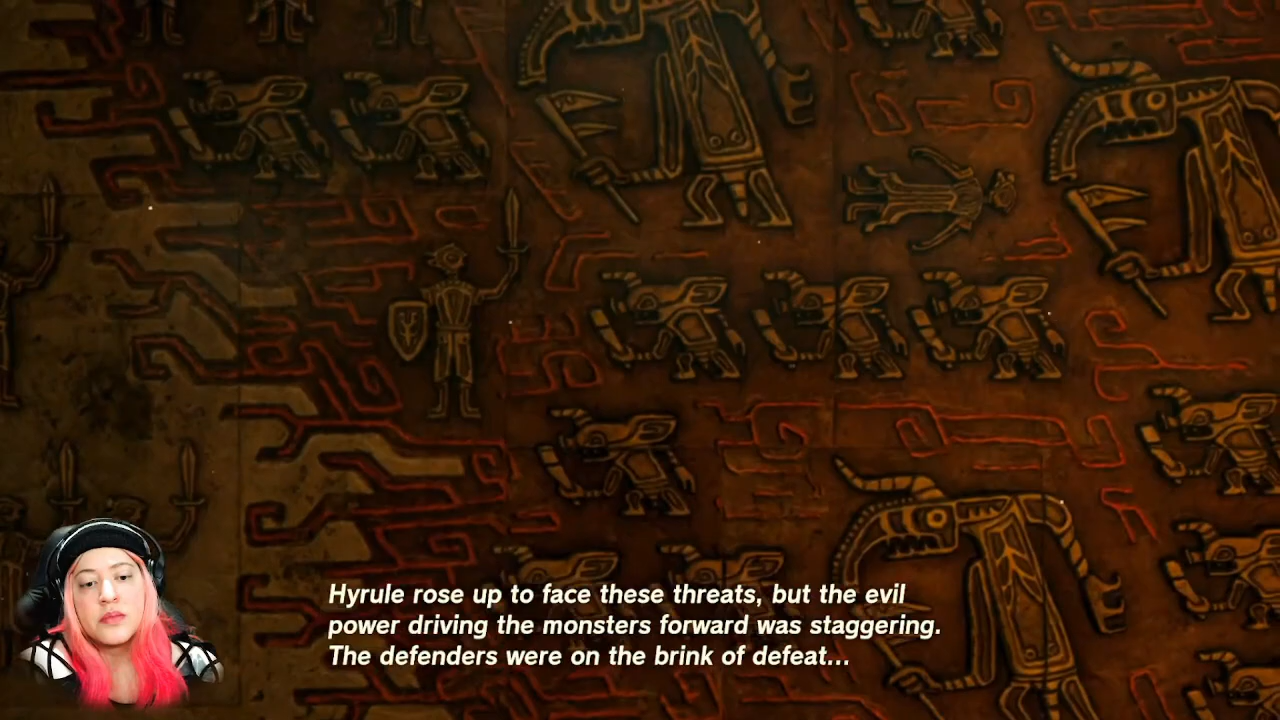 Hyrule rose up to face these threats, but the evil
power driving the monsters forward was staggering.
The defenders were on the brink of defeat...